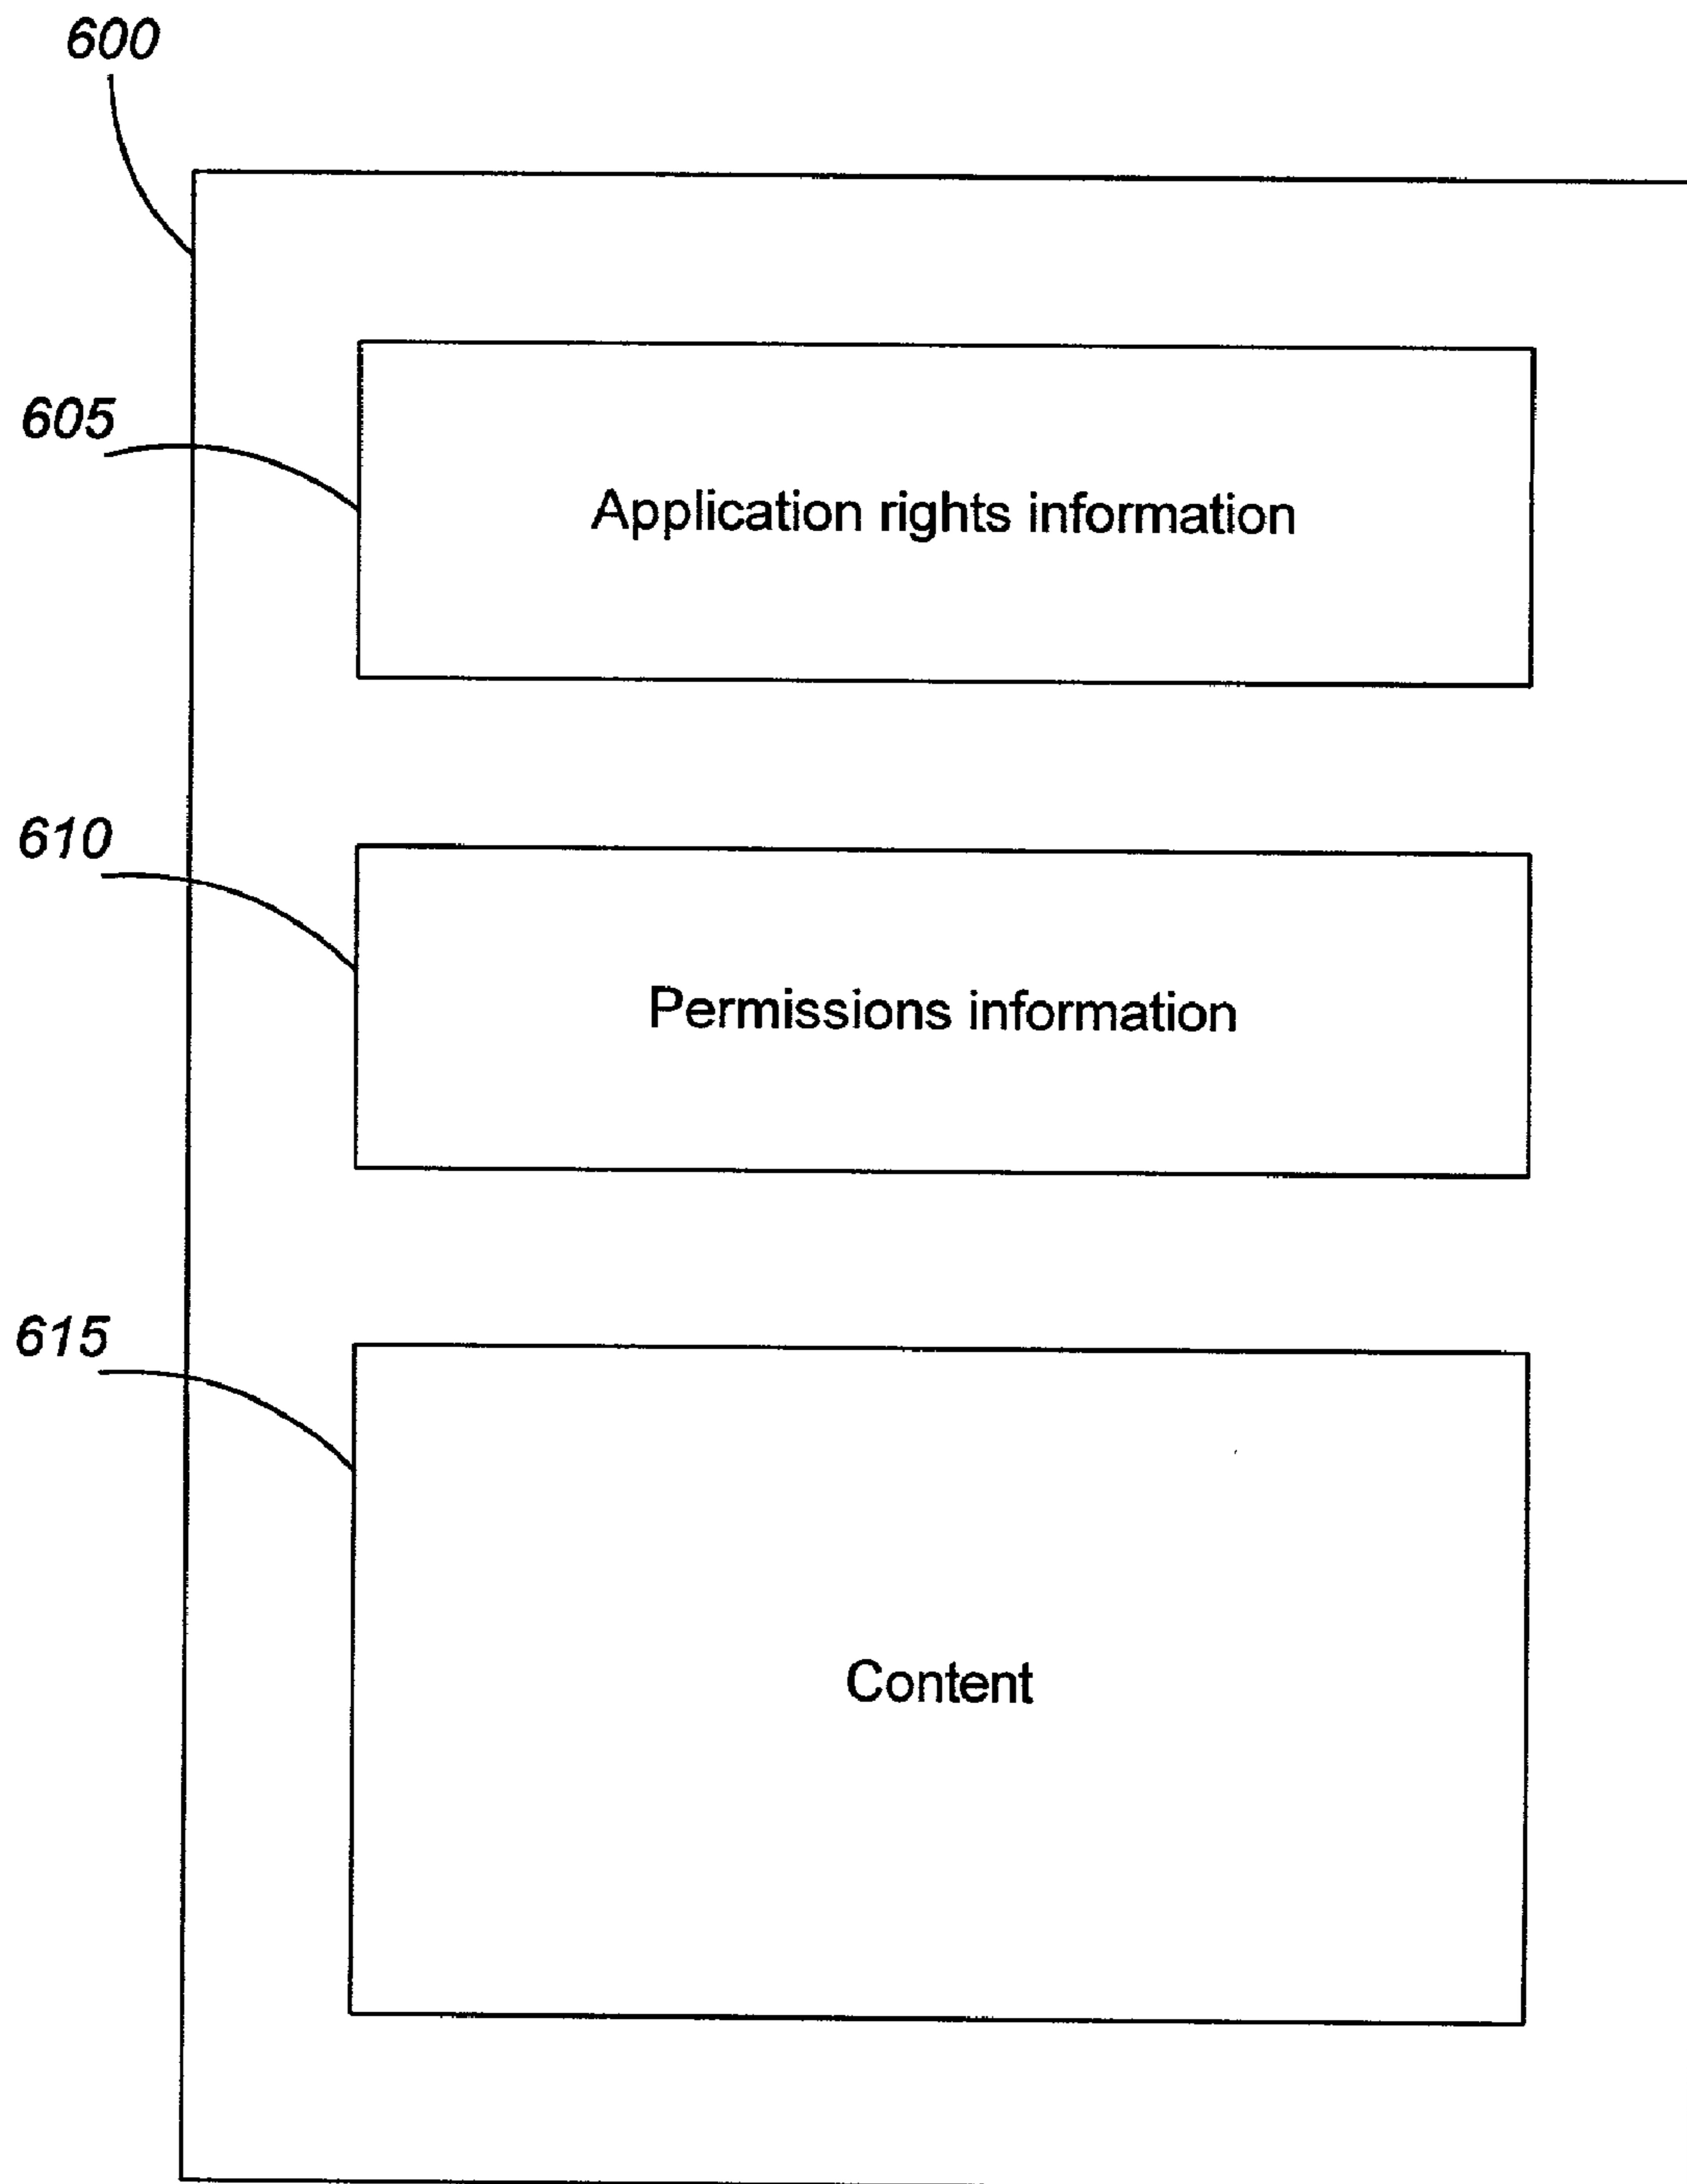 600
605
Application rights information
610
Permissions information
615
Content